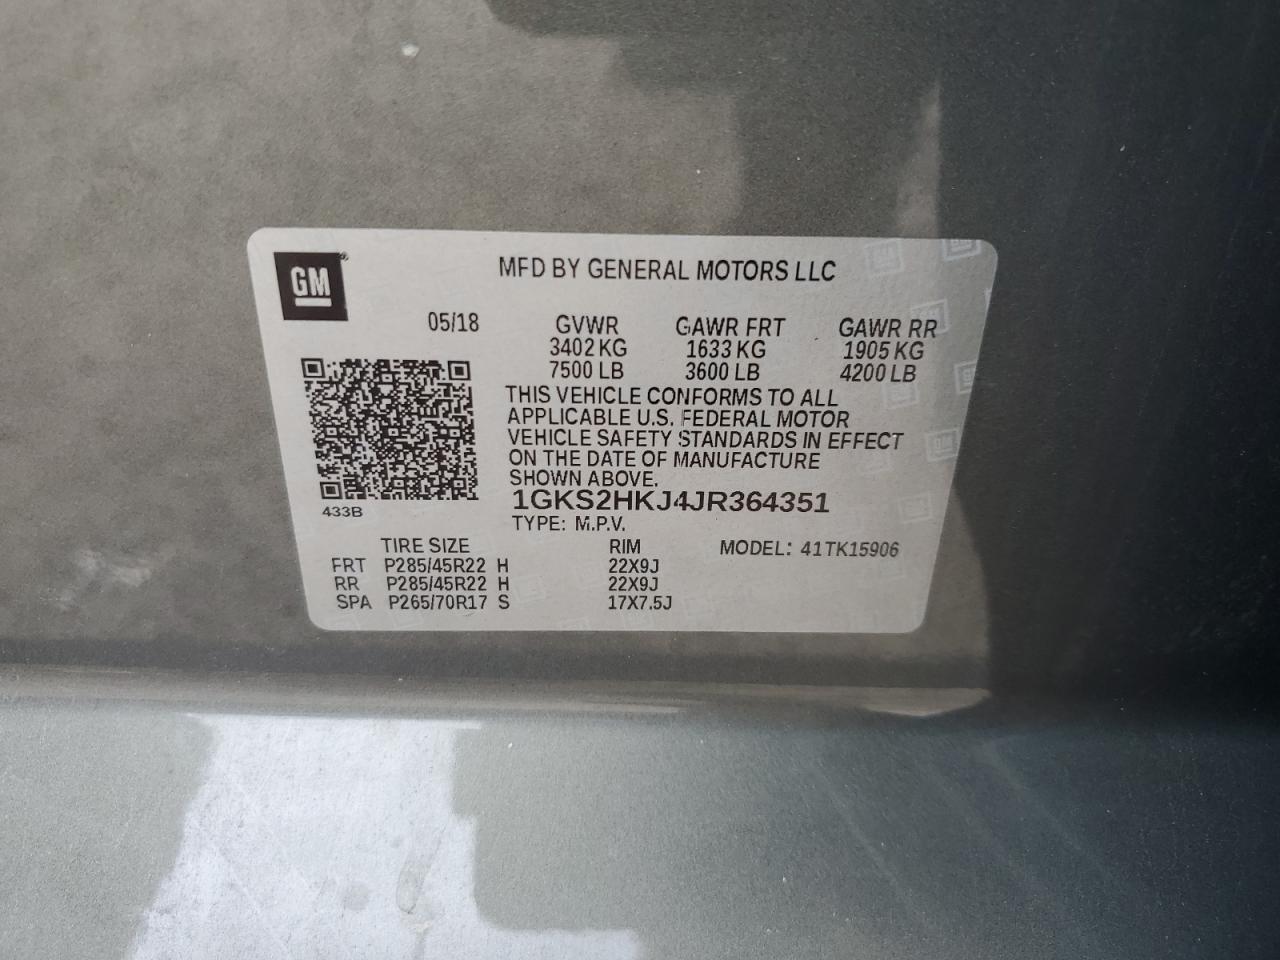 GM®
MFD BY GENERAL MOTORS LLC
05/18 GVWR GAWR FRT GAWR RR
3402 KG 1633 KG 1905 KG
7500 LB 3600 LB 4200 LB
THIS VEHICLE CONFORMS TO ALL
APPLICABLE U.S. FEDERAL MOTOR
VEHICLE SAFETY STANDARDS IN EFFECT
ON THE DATE OF MANUFACTURE
SHOWN ABOVE.
1GKS2HKJ4JR364351
433B
TYPE: M.P.V.
TIRE SIZE RIM MODEL: 41TK15906
FRT P285/45R22 H 22X9J
RR P285/45R22 H 22X9J
SPA P265/70R17 S 17X7.5J